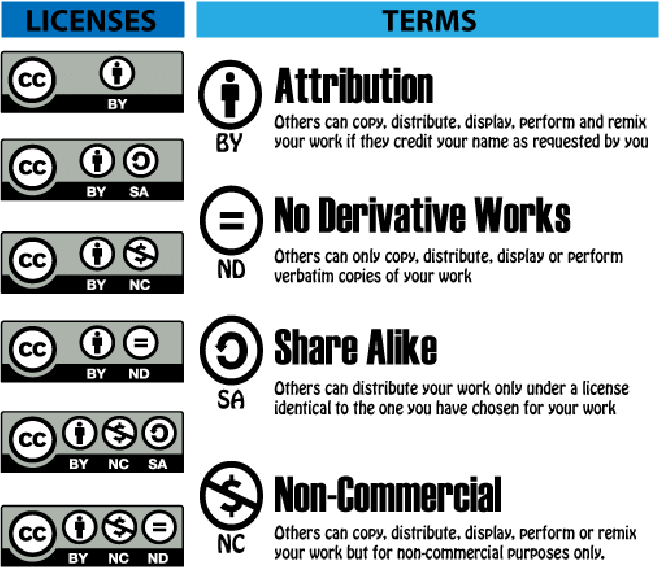 LICENSES
TERMS
CC
BY
CC
BY SA
CC
BY NC
CC
BY ND
CC
BY NC SA
CC
BY NC ND
BY
Attribution
Others can copy, distribute, display, perform and remix
your work if they credit your name as requested by you
ND
No Derivative Works
Others can only copy, distribute, display or perform
verbatim copies of your work
SA
Share Alike
Others can distribute your work only under a license
identical to the one you have chosen for your work
NC
Non-Commercial
Others can copy, distribute, display, perform or remix
your work but for non-commercial purposes only.